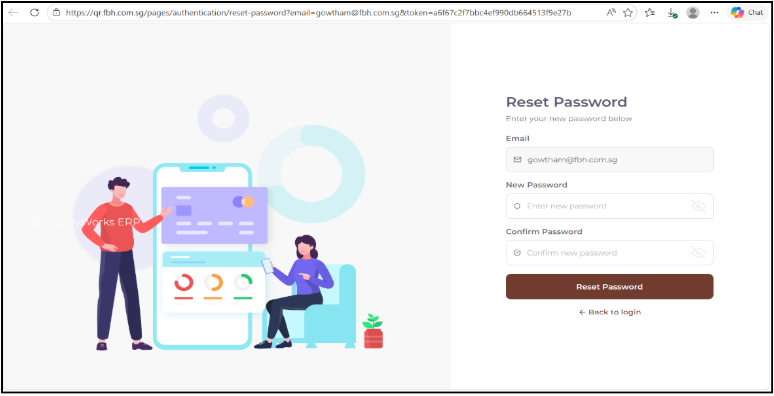 https://qr.fbh.com.sg/pages/authentication/reset-password?email=gowtham@fbh.com.sg&token=a6f67c2f7bbc4ef990db664513f9e27b
Chat
Works ERP
Reset Password
Enter your new password below
Email
gowtham@fbh.com.sg
New Password
Enter new password
Confirm Password
Confirm new password
Reset Password
← Back to login